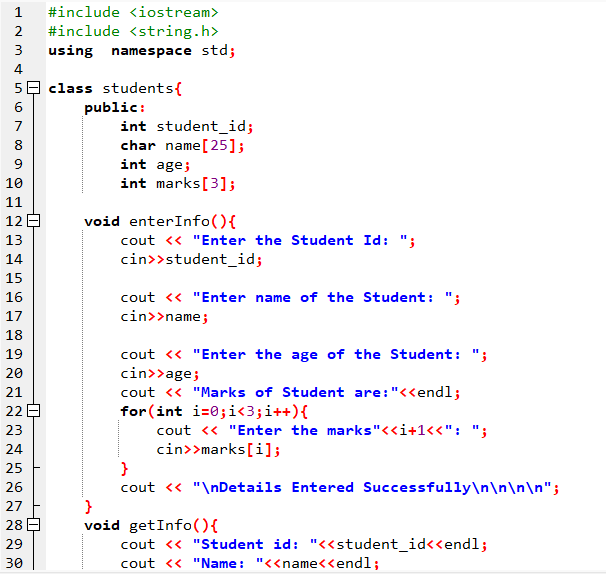 1 #include <iostream>
2 #include <string.h>
3 using  namespace std;
4
5 class students{
6     public:
7         int student_id;
8         char name[25];
9         int age;
10         int marks[3];
11
12     void enterInfo(){
13         cout << "Enter the Student Id: ";
14         cin>>student_id;
15
16         cout << "Enter name of the Student: ";
17         cin>>name;
18
19         cout << "Enter the age of the Student: ";
20         cin>>age;
21         cout << "Marks of Student are:"<<endl;
22         for(int i=0;i<3;i++){
23             cout << "Enter the marks"<<i+1<<": ";
24             cin>>marks[i];
25         }
26         cout << "\nDetails Entered Successfully\n\n\n\n";
27     }
28     void getInfo(){
29         cout << "Student id: "<<student_id<<endl;
30         cout << "Name: "<<name<<endl;